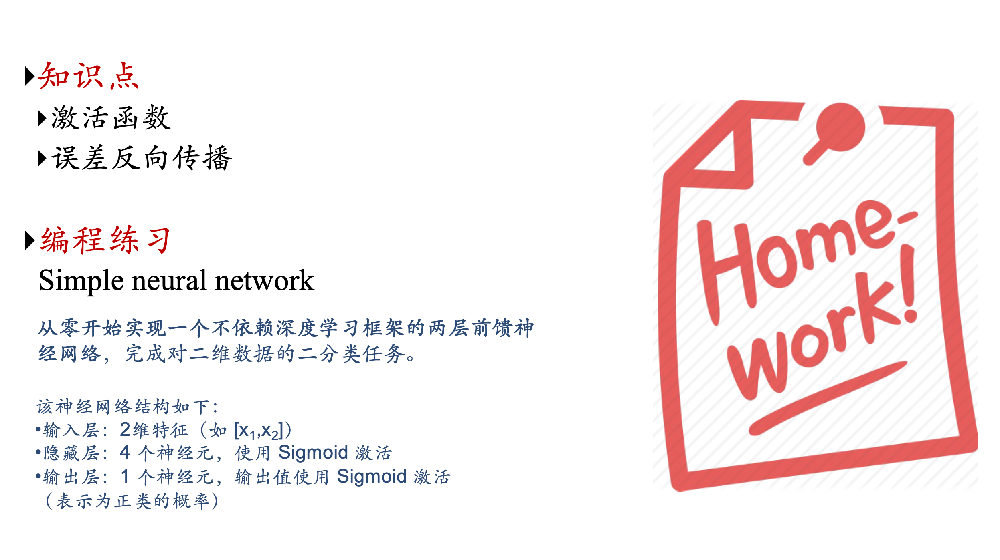 知识点
激活函数
误差反向传播
编程练习
Simple neural network
从零开始实现一个不依赖深度学习框架的两层前馈神
经网络，完成对二维数据的二分类任务。
该神经网络结构如下：
•输入层：2维特征（如 [x₁,x₂]）
•隐藏层：4 个神经元，使用 Sigmoid 激活
•输出层：1 个神经元，输出值使用 Sigmoid 激活
（表示为正类的概率）
Home-
work!